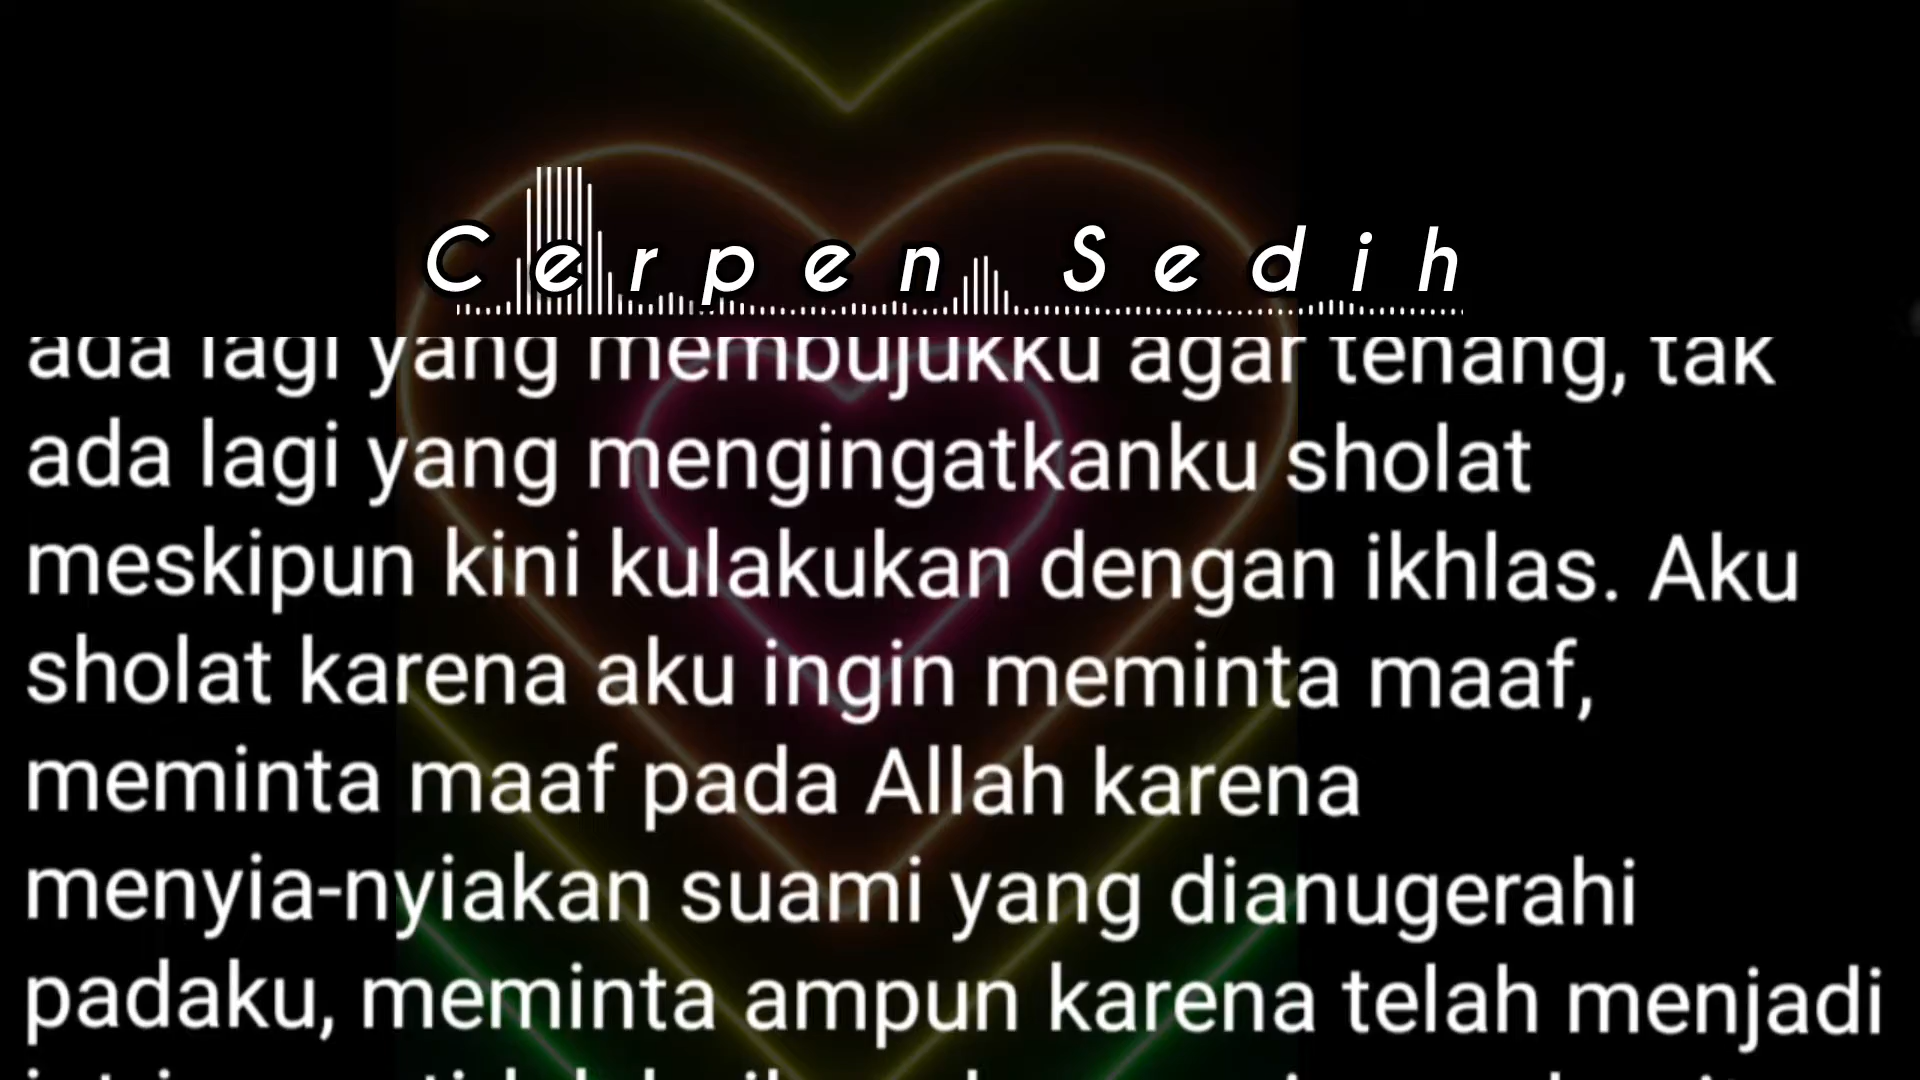 Cerpen Sedih
ada lagi yang membujukku agar tenang, tak
ada lagi yang mengingatkanku sholat
meskipun kini kulakukan dengan ikhlas. Aku
sholat karena aku ingin meminta maaf,
meminta maaf pada Allah karena
menyia-nyiakan suami yang dianugerahi
padaku, meminta ampun karena telah menjadi